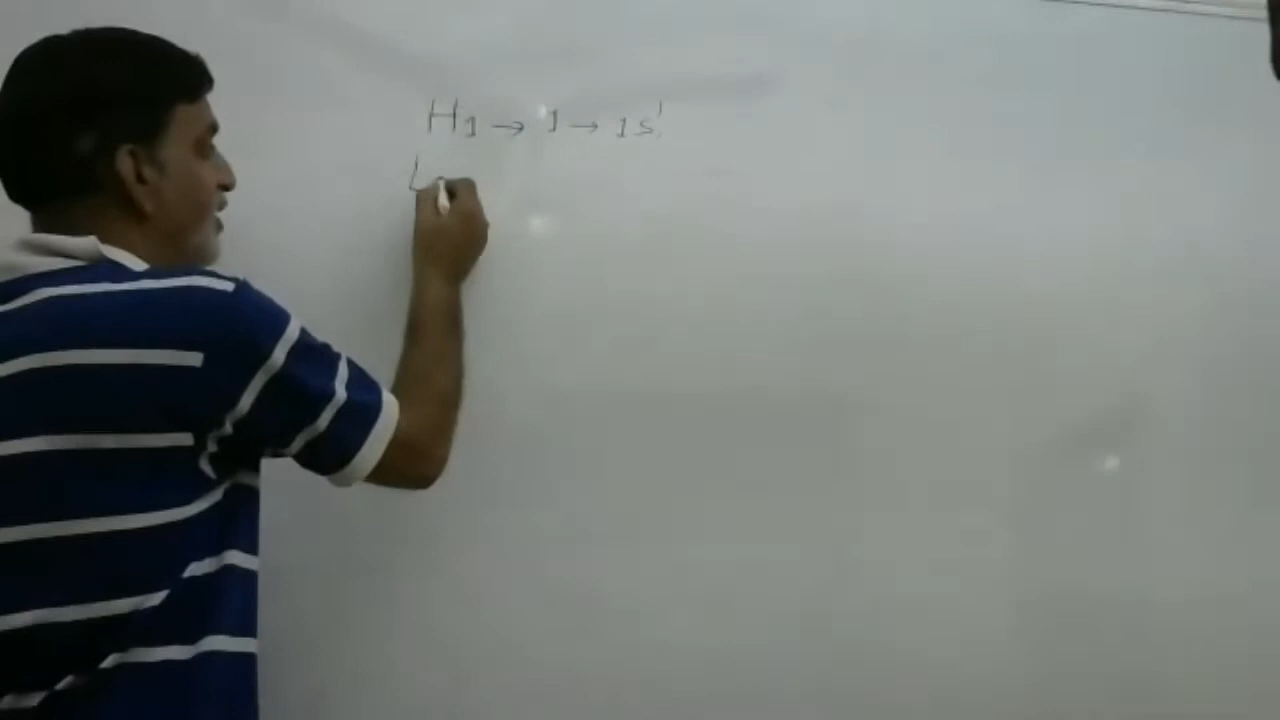 H₁ → 1 → 1s¹
L